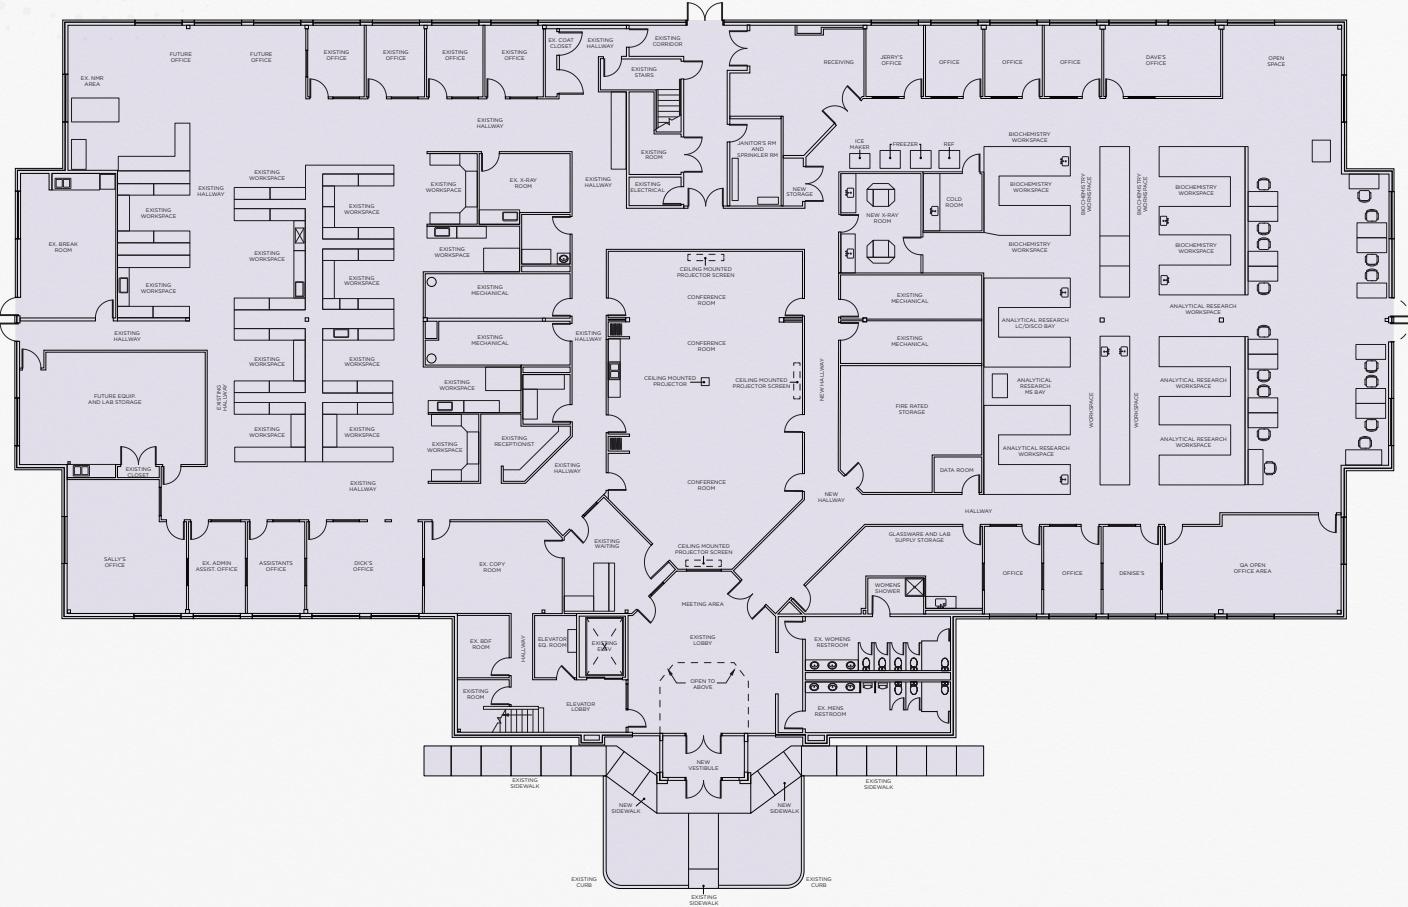 FUTURE
OFFICE
FUTURE
OFFICE
EXISTING
OFFICE
EXISTING
OFFICE
EXISTING
OFFICE
EXISTING
OFFICE
EX. COAT
CLOSET
EXISTING
HALLWAY
EXISTING
CORRIDOR
EXISTING
STAIRS
RECEIVING
JERRY'S
OFFICE
OFFICE
OFFICE
OFFICE
DAVE'S
OFFICE
OPEN
SPACE
EX. NMR
AREA
EXISTING
HALLWAY
EXISTING
ROOM
JANITOR'S RM
AND
SPRINKLER RM
ICE
MAKER
FREEZER
REF
BIOCHEMISTRY
WORKSPACE
EXISTING
HALLWAY
EXISTING
WORKSPACE
EXISTING
WORKSPACE
EXISTING
WORKSPACE
EX. X-RAY
ROOM
EXISTING
HALLWAY
EXISTING
ELECTRICAL
NEW
STORAGE
NEW X-RAY
ROOM
COLD
ROOM
BIOCHEMISTRY
WORKSPACE
BIOCHEMISTRY
WORKSPACE
BIOCHEMISTRY
WORKSPACE
BIOCHEMISTRY
WORKSPACE
EX. BREAK
ROOM
EXISTING
WORKSPACE
EXISTING
WORKSPACE
EXISTING
WORKSPACE
BIOCHEMISTRY
WORKSPACE
BIOCHEMISTRY
WORKSPACE
EXISTING
WORKSPACE
EXISTING
WORKSPACE
EXISTING
MECHANICAL
CEILING MOUNTED
PROJECTOR SCREEN
CONFERENCE
ROOM
EXISTING
MECHANICAL
ANALYTICAL RESEARCH
WORKSPACE
EXISTING
HALLWAY
EXISTING
MECHANICAL
EXISTING
HALLWAY
CONFERENCE
ROOM
EXISTING
MECHANICAL
ANALYTICAL RESEARCH
LC/DISCO BAY
EXISTING
WORKSPACE
EXISTING
WORKSPACE
EXISTING
WORKSPACE
CEILING MOUNTED
PROJECTOR
CEILING MOUNTED
PROJECTOR SCREEN
NEW HALLWAY
ANALYTICAL
RESEARCH
MS BAY
ANALYTICAL RESEARCH
WORKSPACE
FUTURE EQUIP.
AND LAB STORAGE
EXISTING
HALLWAY
FIRE RATED
STORAGE
WORKSPACE
WORKSPACE
EXISTING
WORKSPACE
EXISTING
WORKSPACE
EXISTING
WORKSPACE
EXISTING
RECEPTIONIST
ANALYTICAL RESEARCH
WORKSPACE
ANALYTICAL RESEARCH
WORKSPACE
EXISTING
CLOSET
EXISTING
HALLWAY
EXISTING
HALLWAY
CONFERENCE
ROOM
DATA ROOM
NEW
HALLWAY
HALLWAY
SALLY'S
OFFICE
EX. ADMIN
ASSIST. OFFICE
ASSISTANTS
OFFICE
DICK'S
OFFICE
EX. COPY
ROOM
EXISTING
WAITING
CEILING MOUNTED
PROJECTOR SCREEN
GLASSWARE AND LAB
SUPPLY STORAGE
OFFICE
OFFICE
DENISE'S
QA OPEN
OFFICE AREA
WOMENS
SHOWER
MEETING AREA
EX. BDF
ROOM
HALLWAY
ELEVATOR
EQ. ROOM
EXISTING
ELEV
EXISTING
LOBBY
EX. WOMENS
RESTROOM
OPEN TO
ABOVE
EXISTING
ROOM
ELEVATOR
LOBBY
EX. MENS
RESTROOM
NEW
VESTIBULE
EXISTING
SIDEWALK
EXISTING
SIDEWALK
NEW
SIDEWALK
NEW
SIDEWALK
EXISTING
CURB
EXISTING
CURB
EXISTING
SIDEWALK